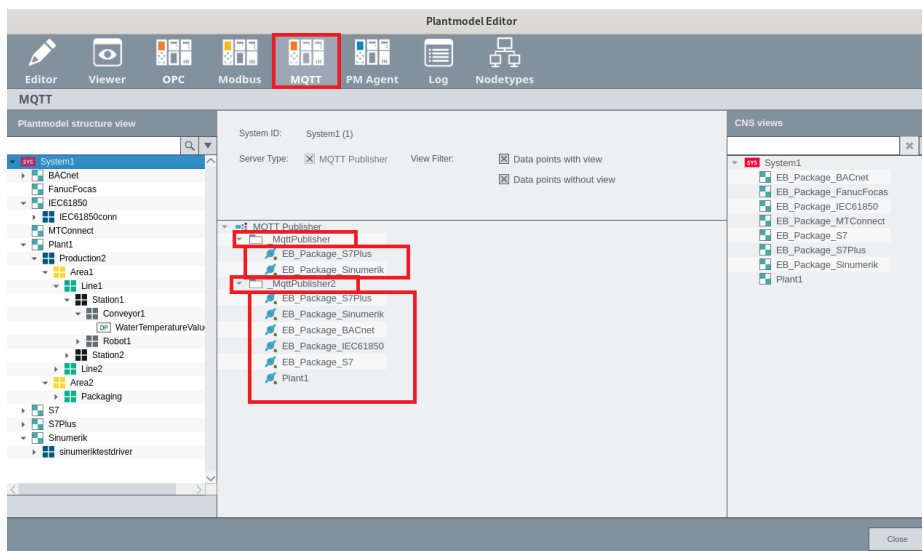 Plantmodel Editor
Editor Viewer OPC Modbus MQTT PM Agent Log Nodetypes
MQTT
Plantmodel structure view
SYS System1
BACnet
FanucFocas
IEC61850
IEC61850conn
MTConnect
Plant1
Production2
Area1
Line1
Station1
Conveyor1
DP WaterTemperatureValu
Robot1
Station2
Line2
Area2
Packaging
S7
S7Plus
Sinumerik
sinumeriktestdriver
System ID: System1 (1)
Server Type: MQTT Publisher View Filter: Data points with view
Data points without view
MQTT Publisher
_MqttPublisher
EB_Package_S7Plus
EB_Package_Sinumerik
_MqttPublisher2
EB_Package_S7Plus
EB_Package_Sinumerik
EB_Package_BACnet
EB_Package_IEC61850
EB_Package_S7
Plant1
CNS views
SYS System1
EB_Package_BACnet
EB_Package_FanucFocas
EB_Package_IEC61850
EB_Package_MTConnect
EB_Package_S7
EB_Package_S7Plus
EB_Package_Sinumerik
Plant1
Close